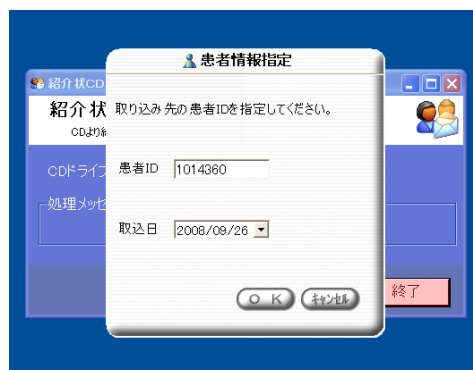 患者情報指定
紹介状CD
紹介状
CDより
取り込み先の患者IDを指定してください。
CDドライブ
患者ID
1014360
処理メッセ
取込日
2008/09/26
OK
キャンセル
終了